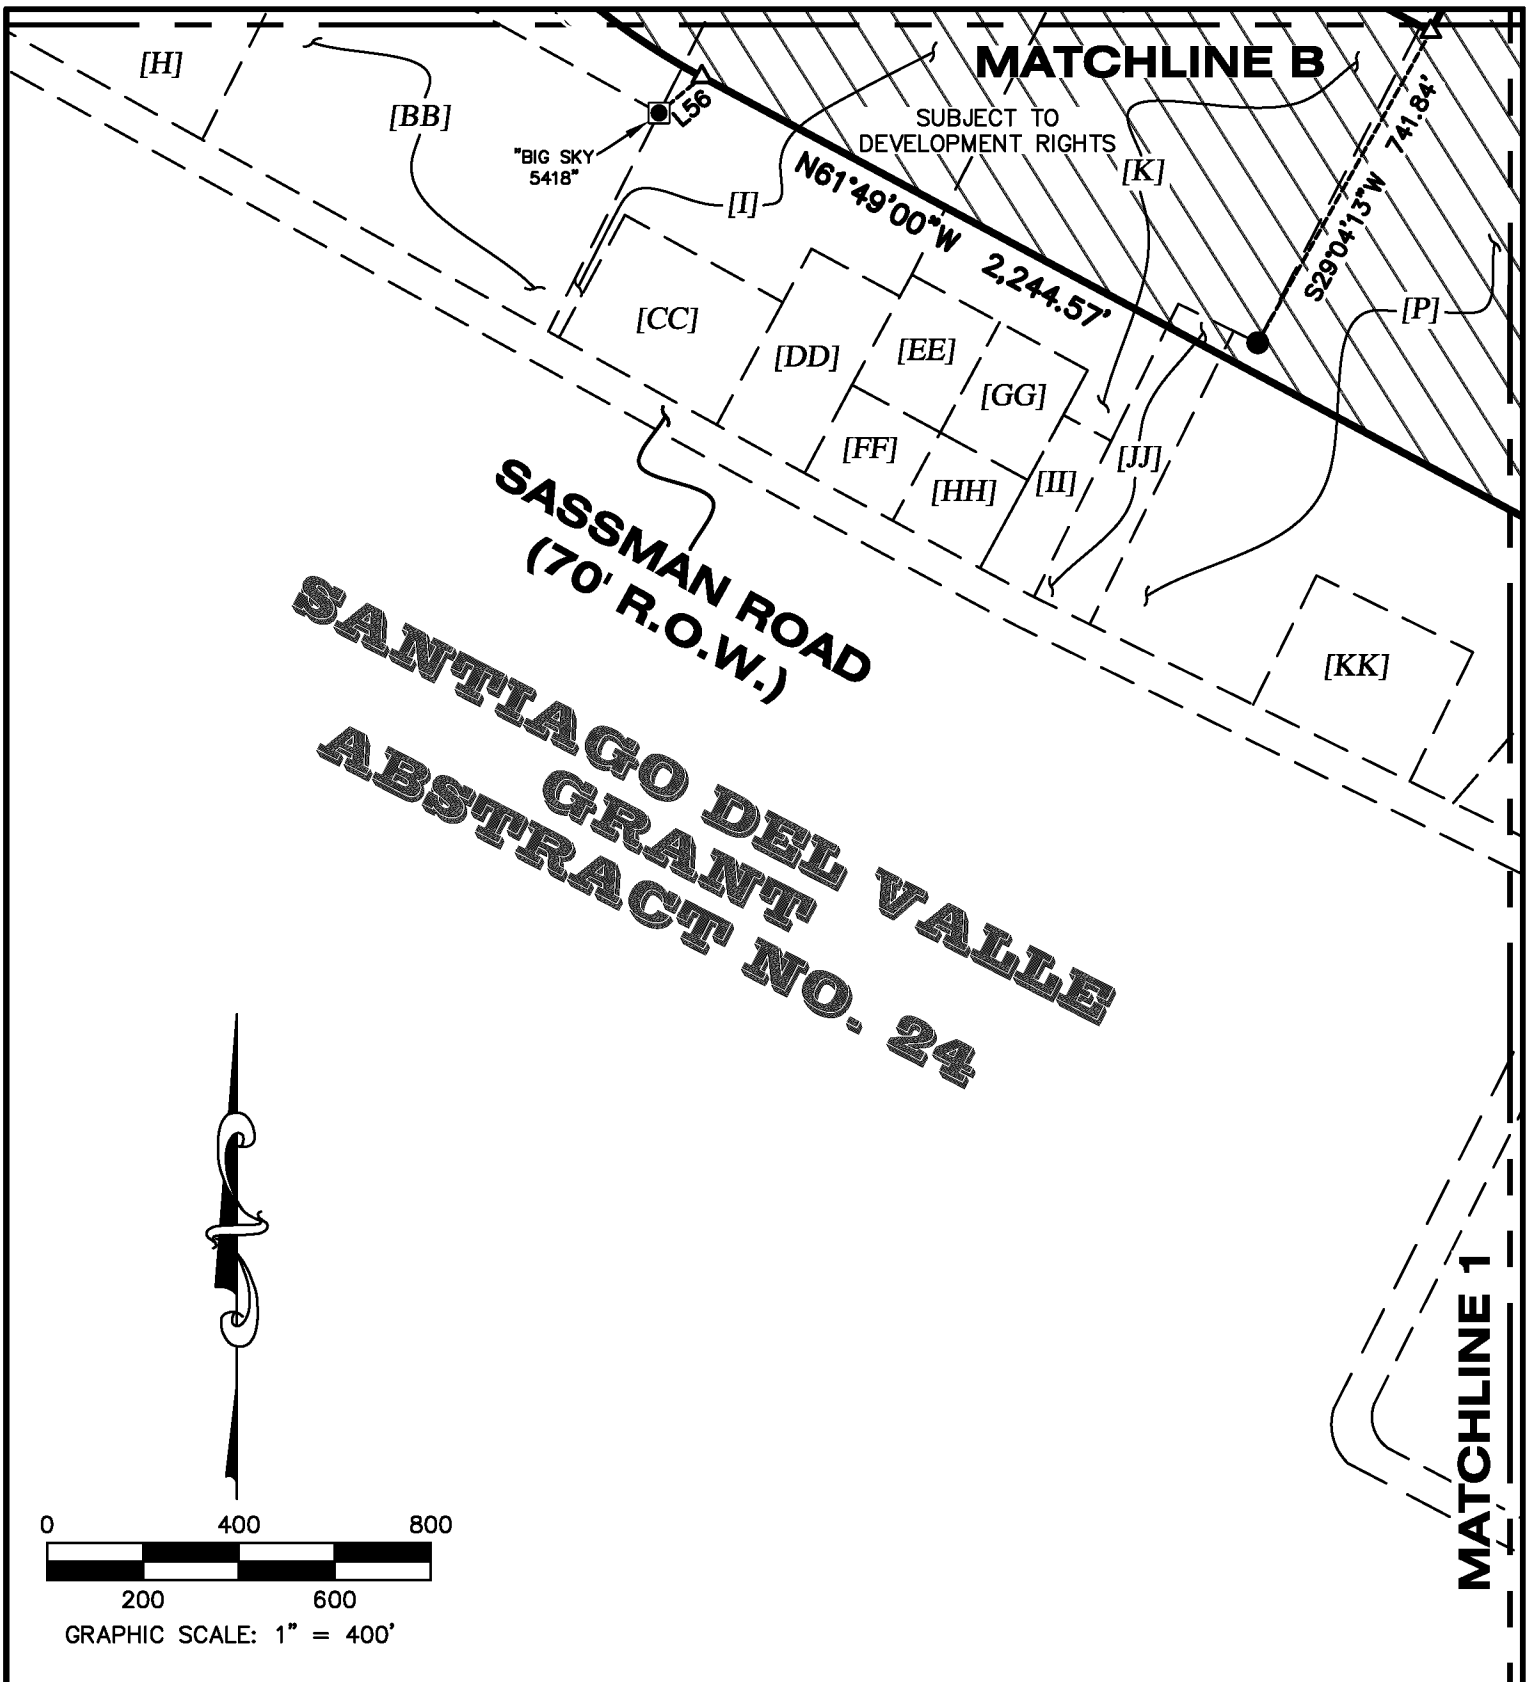 [H]
[BB]
"BIG SKY
5418"
L56
[I]
MATCHLINE B
SUBJECT TO
DEVELOPMENT RIGHTS
[K]
741.84'
S29°04'13"W
[P]
N61°49'00"W 2,244.57'
[CC]
[DD]
[EE]
[GG]
[FF]
[HH]
[II]
[JJ]
[KK]
SASSMAN ROAD
(70' R.O.W.)
SANTIAGO DEL VALLE
GRANT
ABSTRACT NO. 24
MATCHLINE 1
0 400 800
200 600
GRAPHIC SCALE: 1" = 400'